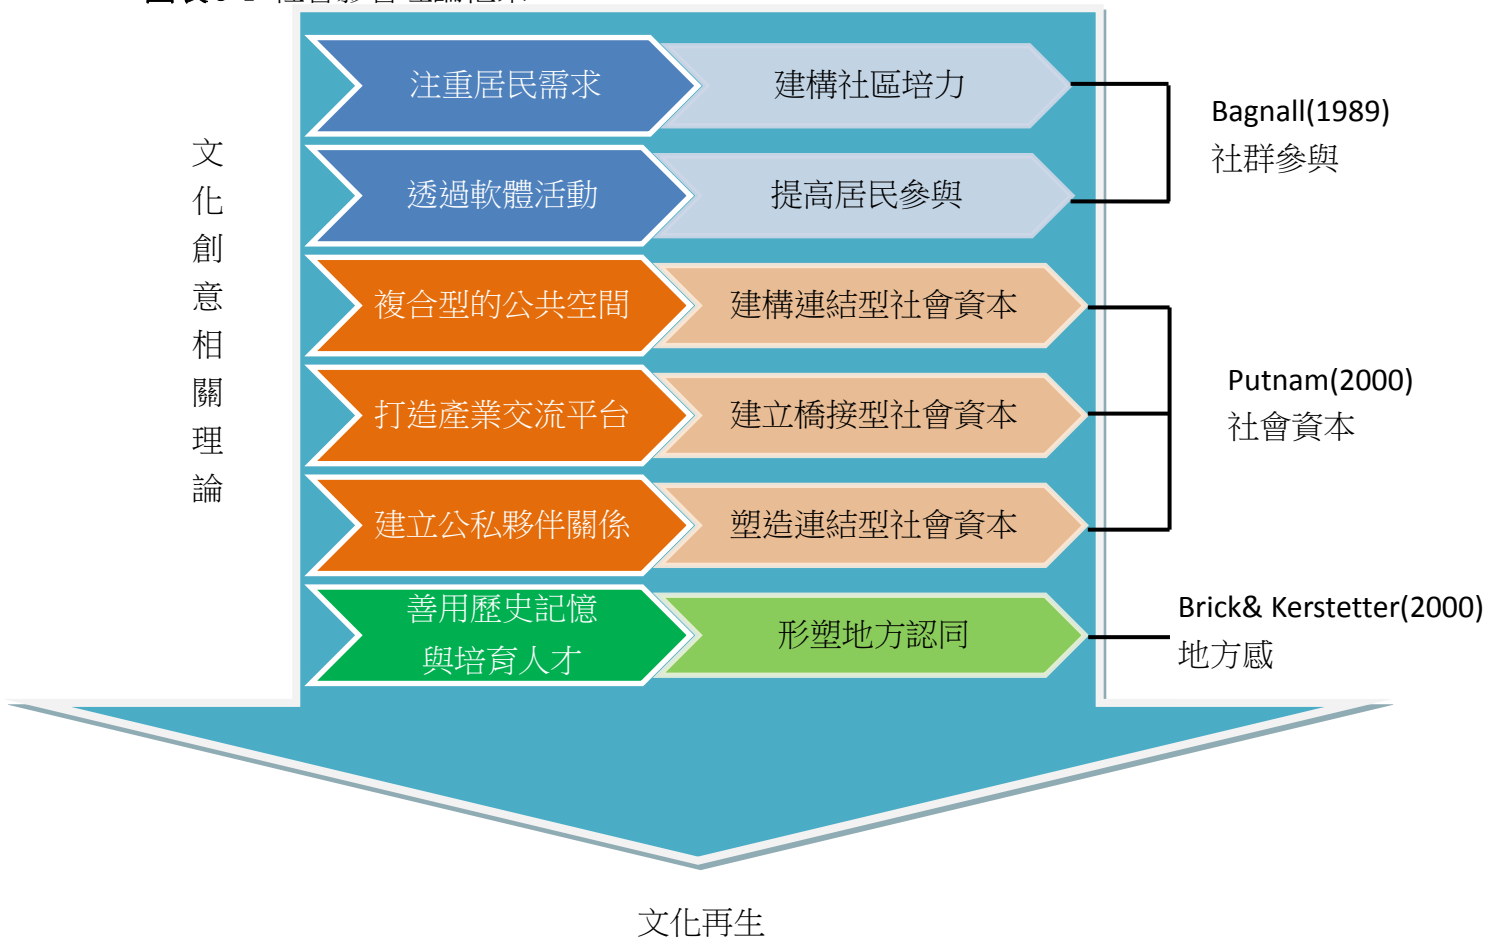 文化創意相關理論
注重居民需求
建構社區培力
透過軟體活動
提高居民參與
Bagnall(1989)
社群參與
複合型的公共空間
建構連結型社會資本
打造產業交流平台
建立橋接型社會資本
建立公私夥伴關係
塑造連結型社會資本
Putnam(2000)
社會資本
善用歷史記憶
與培育人才
形塑地方認同
Brick& Kerstetter(2000)
地方感
文化再生